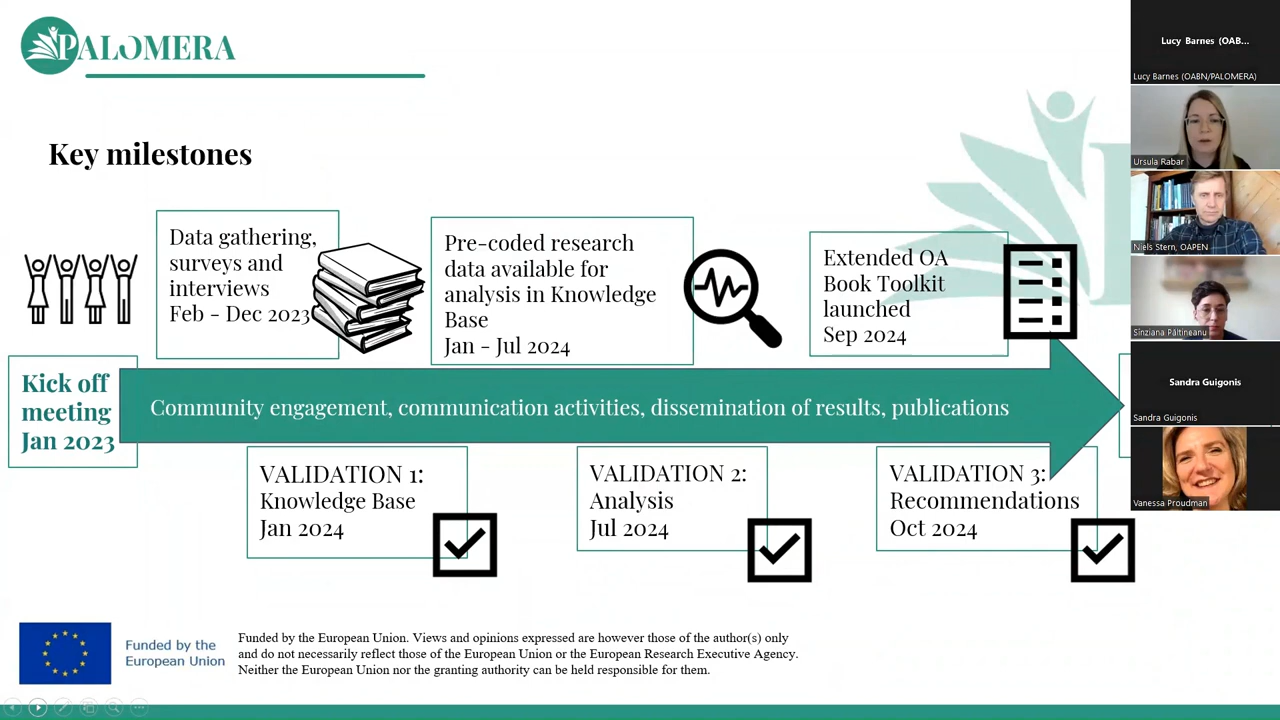 PALOMERA
Key milestones
Data gathering,
surveys and
interviews
Feb - Dec 2023
Pre-coded research
data available for
analysis in Knowledge
Base
Jan - Jul 2024
Extended OA
Book Toolkit
launched
Sep 2024
Kick off
meeting
Jan 2023
Community engagement, communication activities, dissemination of results, publications
VALIDATION 1:
Knowledge Base
Jan 2024
VALIDATION 2:
Analysis
Jul 2024
VALIDATION 3:
Recommendations
Oct 2024
Funded by the
European Union
Funded by the European Union. Views and opinions expressed are however those of the author(s) only
and do not necessarily reflect those of the European Union or the European Research Executive Agency.
Neither the European Union nor the granting authority can be held responsible for them.
Lucy Barnes (OAB...
Lucy Barnes (OABN/PALOMERA)
Ursula Rabar
Niels Stern, OAPEN
Sinziana Păltineanu
Sandra Guigonis
Sandra Guigonis
Vanessa Proudman